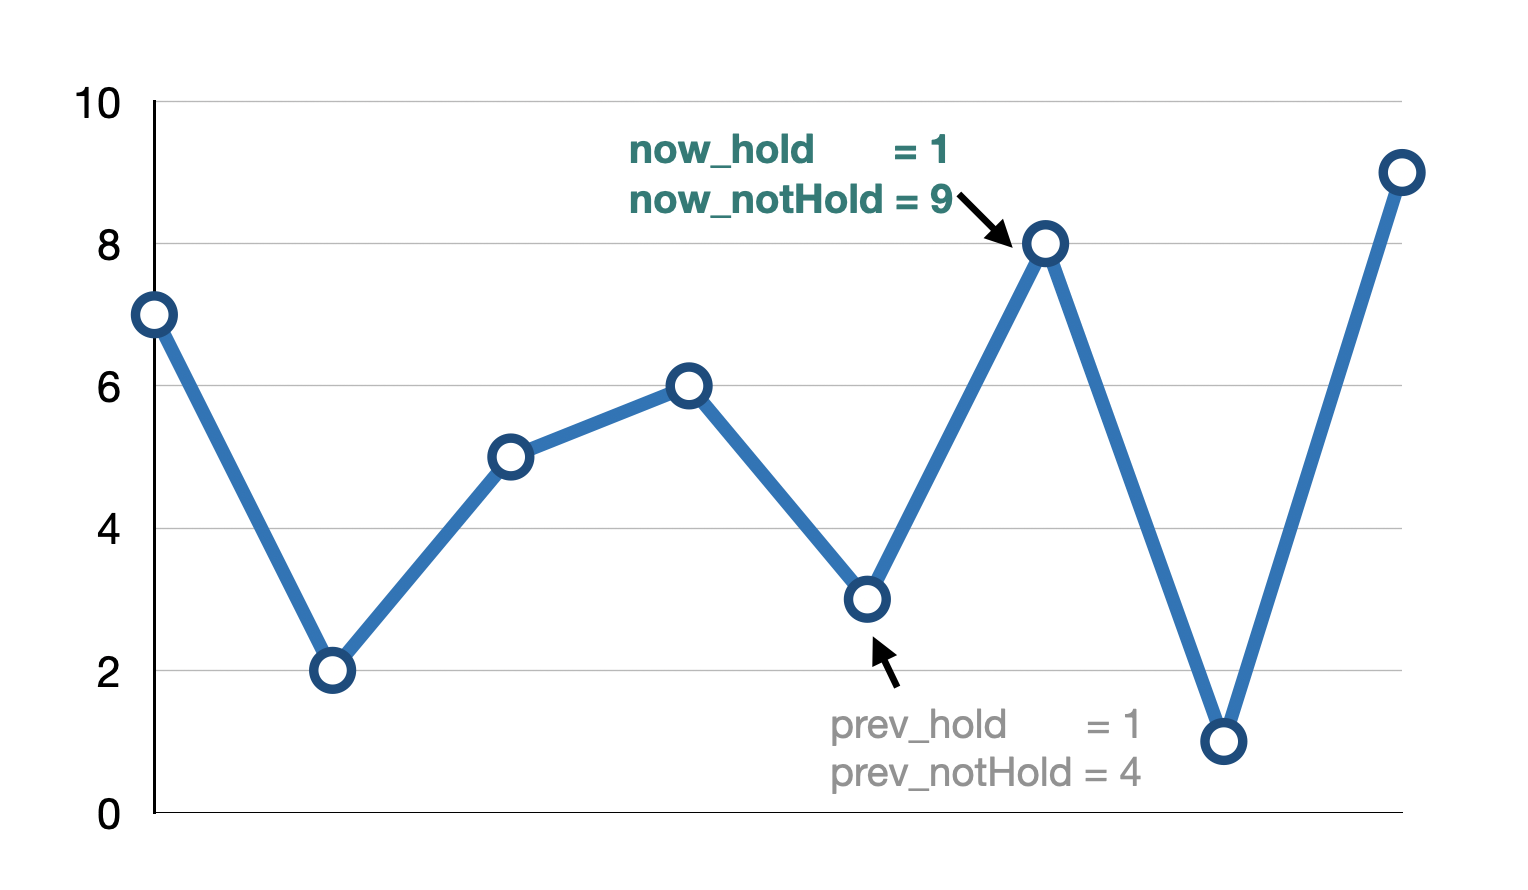 10
now_hold = 1
now_notHold = 9
8
6
4
2
prev_hold = 1
prev_notHold = 4
0